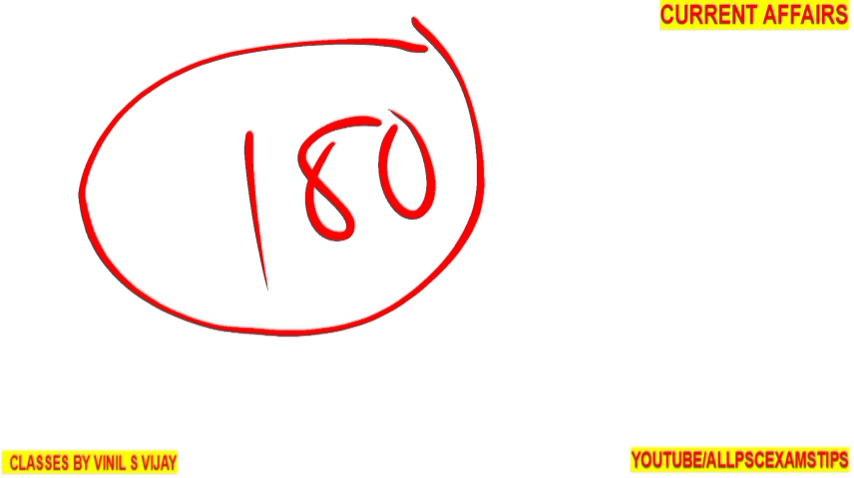 CURRENT AFFAIRS
180
CLASSES BY VINIL S VIJAY
YOUTUBE/ALLPSCEXAMSTIPS